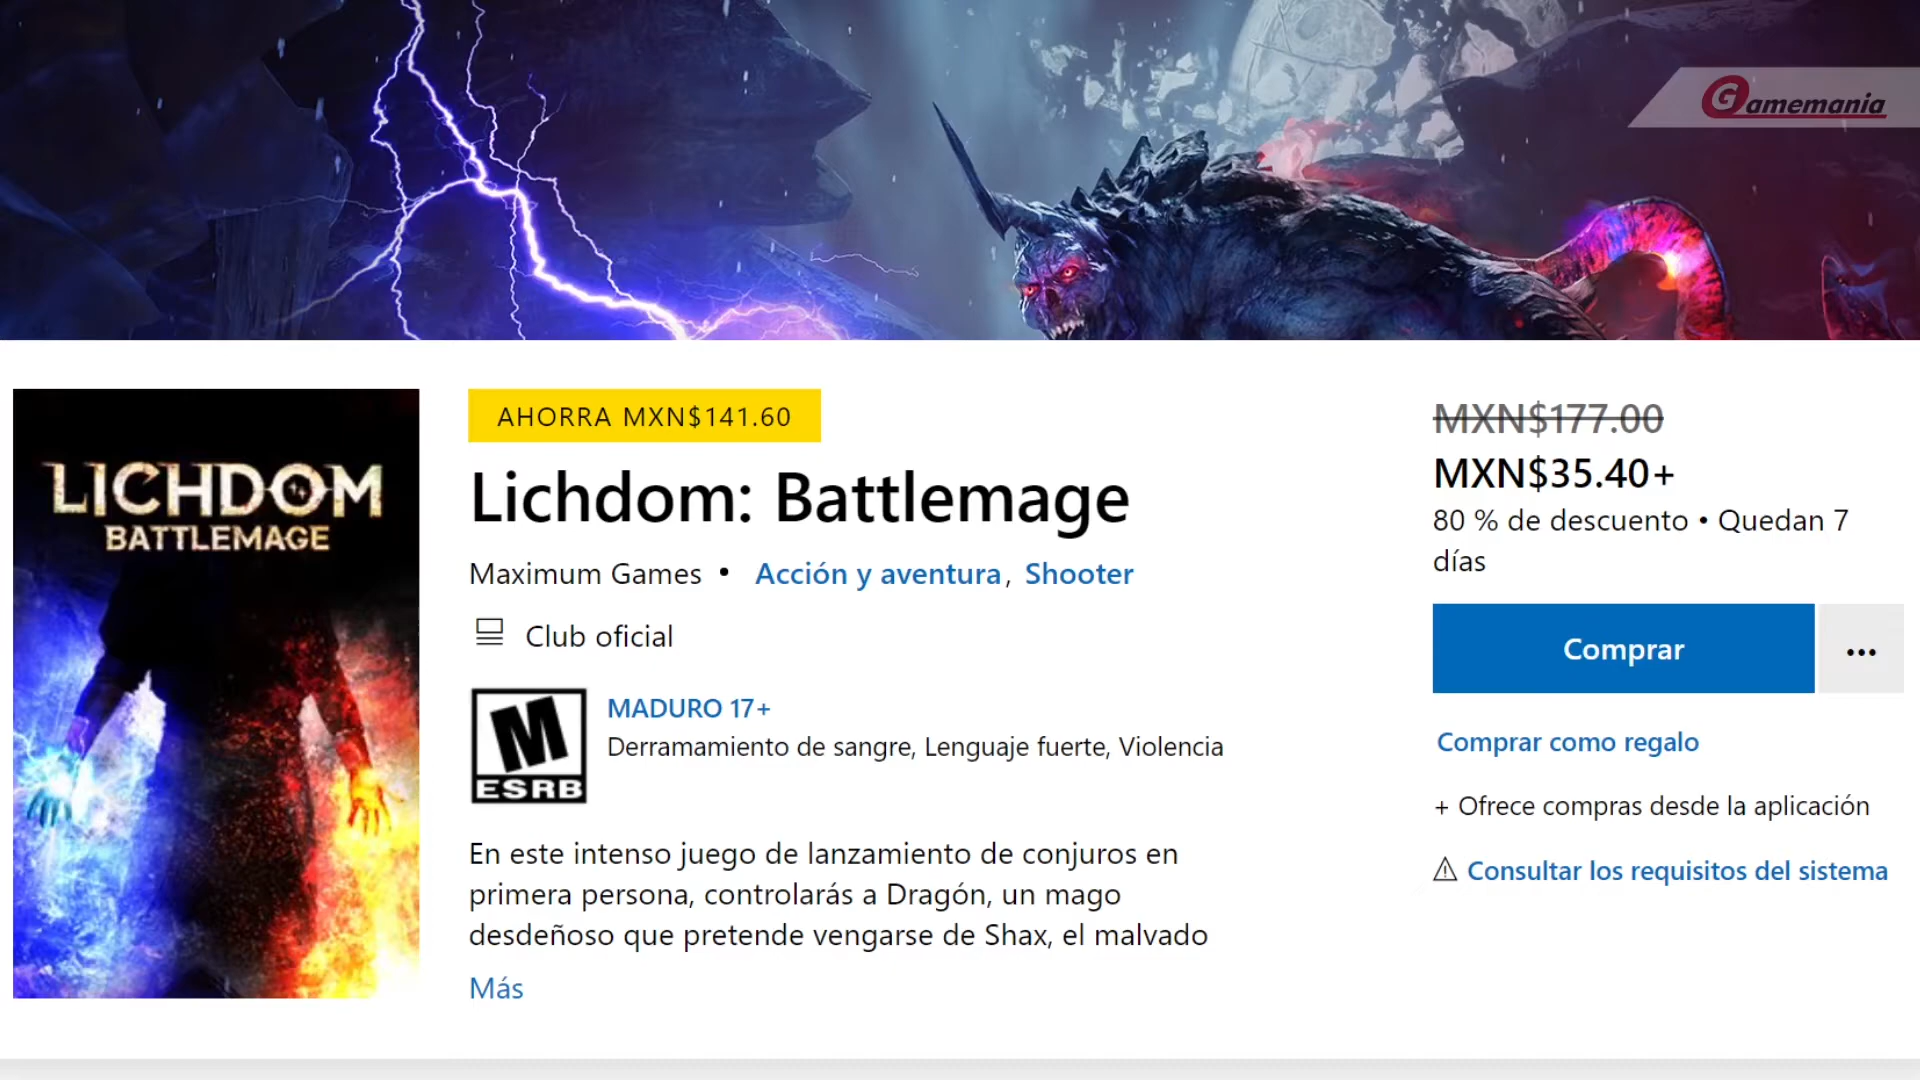 Gamemania
LICHDOM
BATTLEMAGE
AHORRA MXN$141.60
Lichdom: Battlemage
Maximum Games • Acción y aventura, Shooter
Club oficial
M
ESRB
MADURO 17+
Derramamiento de sangre, Lenguaje fuerte, Violencia
En este intenso juego de lanzamiento de conjuros en
primera persona, controlarás a Dragón, un mago
desdeñoso que pretende vengarse de Shax, el malvado
Más
MXN$177.00
MXN$35.40+
80 % de descuento • Quedan 7
días
Comprar
Comprar como regalo
+ Ofrece compras desde la aplicación
Consultar los requisitos del sistema